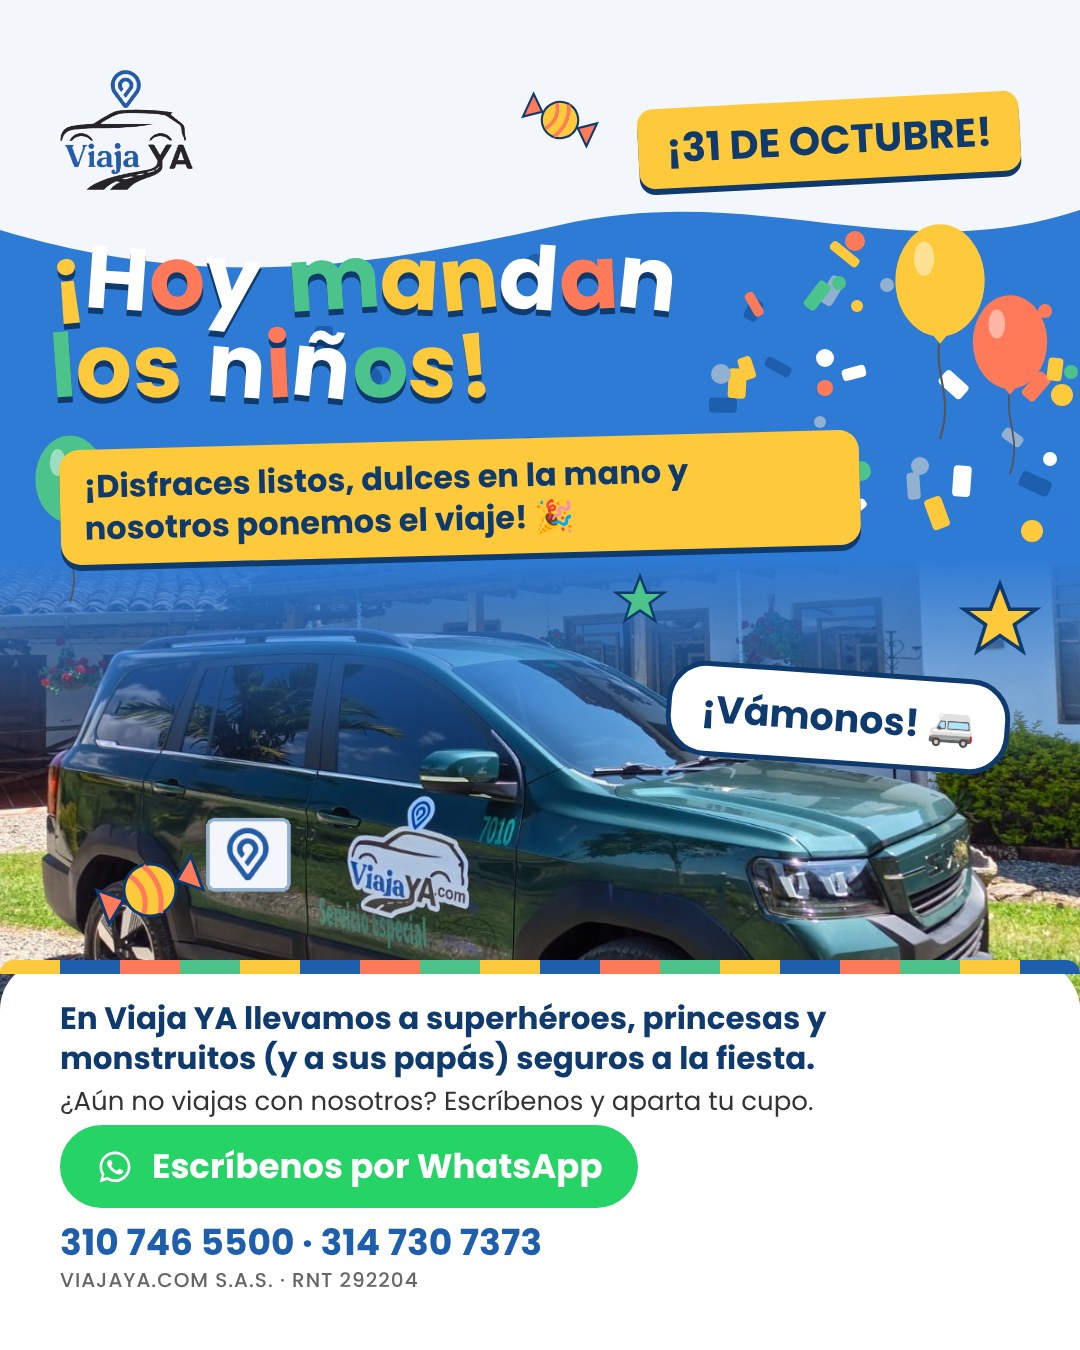 Viaja YA
¡31 DE OCTUBRE!
¡Hoy mandan
los niños!
¡Disfraces listos, dulces en la mano y
nosotros ponemos el viaje! 🎉
¡Vámonos! 🚐
7010
ViajaYA.com
Servicio Especial
En Viaja YA llevamos a superhéroes, princesas y
monstruitos (y a sus papás) seguros a la fiesta.
¿Aún no viajas con nosotros? Escríbenos y aparta tu cupo.
Escríbenos por WhatsApp
310 746 5500 · 314 730 7373
VIAJAYA.COM S.A.S. · RNT 292204